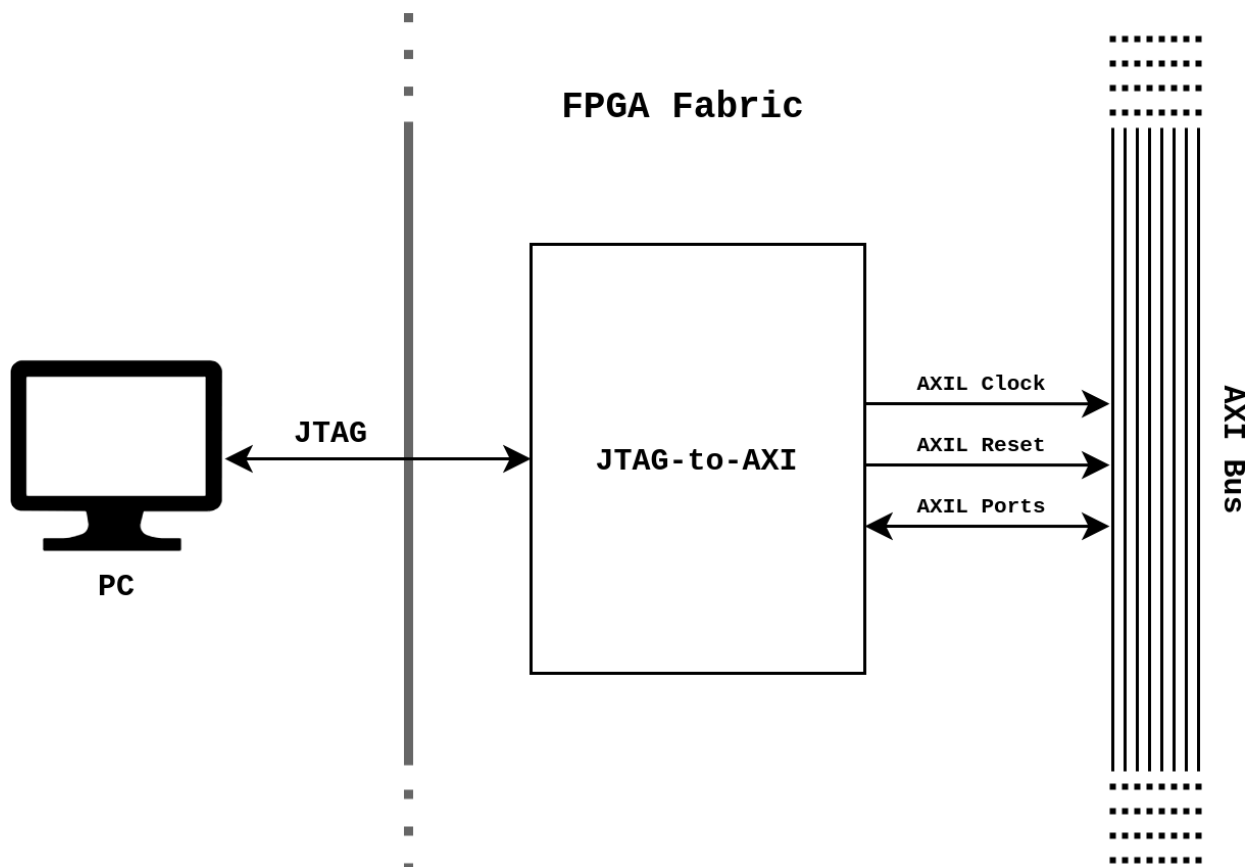 FPGA Fabric
AXIL Clock
JTAG
AXIL Reset
JTAG-to-AXI
AXIL Ports
AXI Bus
PC